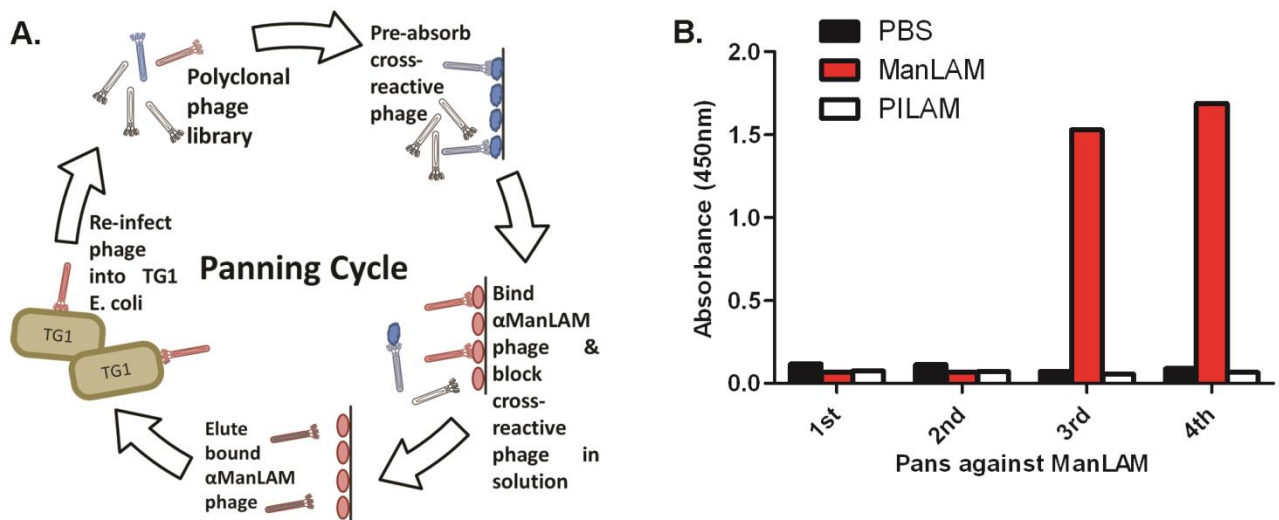 A.
Polyclonal
phage
library
Pre-absorb
cross-
reactive
phage
Bind
αManLAM
phage &
block
cross-
reactive
phage in
solution
Elute
bound
αManLAM
phage
Re-infect
phage
into TG1
E. coli
TG1
TG1
Panning Cycle
B.
PBS
ManLAM
PILAM
Absorbance (450nm)
2.0
1.5
1.0
0.5
0.0
1st
2nd
3rd
4th
Pans against ManLAM